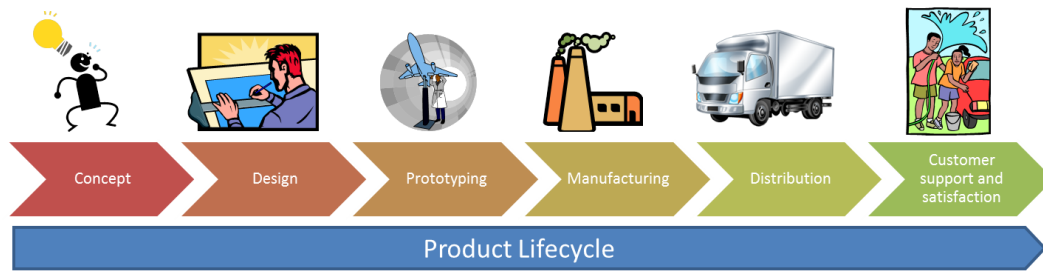 Concept
Design
Prototyping
Manufacturing
Distribution
Customer
support and
satisfaction
Product Lifecycle